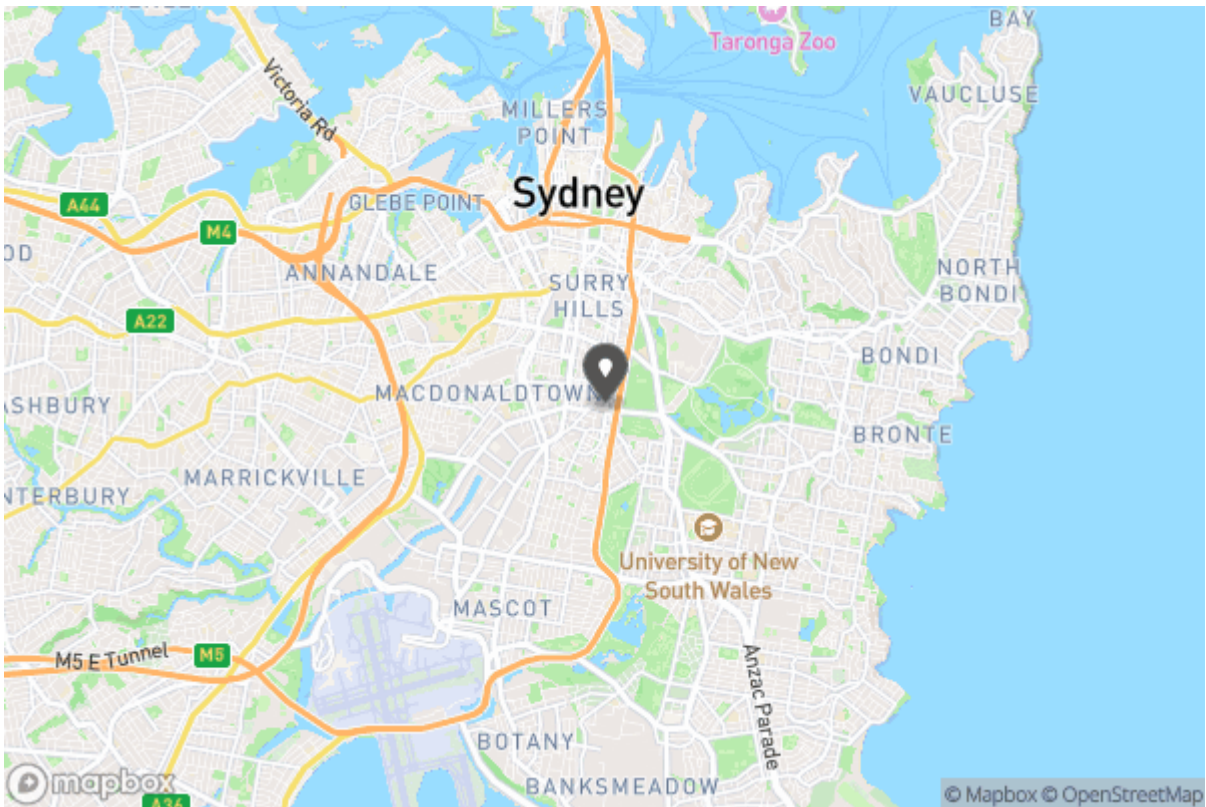 BAY
Taronga Zoo
VAUCLUSE
Victoria Rd
MILLERS
POINT
Sydney
A44
GLEBE POINT
M4
ANNANDALE
SURRY
HILLS
NORTH
BONDI
OD
A22
BONDI
MACDONALDTOWN
ASHBURY
BRONTE
MARRICKVILLE
NTERBURY
University of New
South Wales
MASCOT
M5 E Tunnel
M5
Anzac Parade
BOTANY
BANKSMEADOW
mapbox
A36
© Mapbox © OpenStreetMap